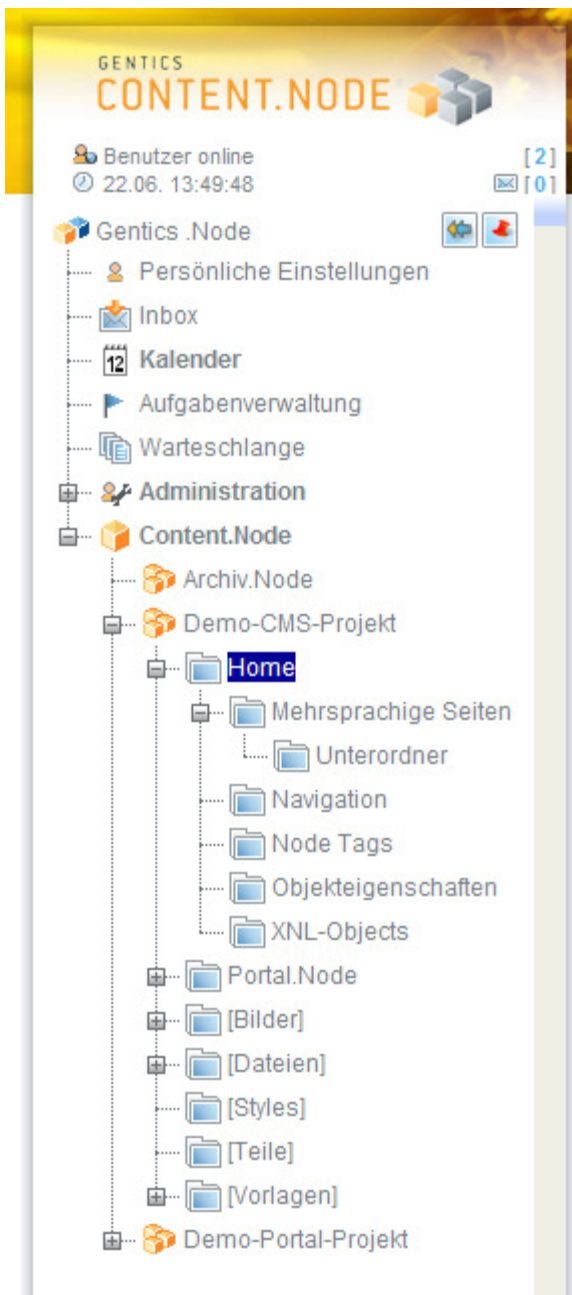 GENTICS
CONTENT.NODE
Benutzer online [2]
22.06. 13:49:48 [0]
Gentics .Node
Persönliche Einstellungen
Inbox
12 Kalender
Aufgabenverwaltung
Warteschlange
Administration
Content.Node
Archiv.Node
Demo-CMS-Projekt
Home
Mehrsprachige Seiten
Unterordner
Navigation
Node Tags
Objekteigenschaften
XNL-Objects
Portal.Node
[Bilder]
[Dateien]
[Styles]
[Teile]
[Vorlagen]
Demo-Portal-Projekt